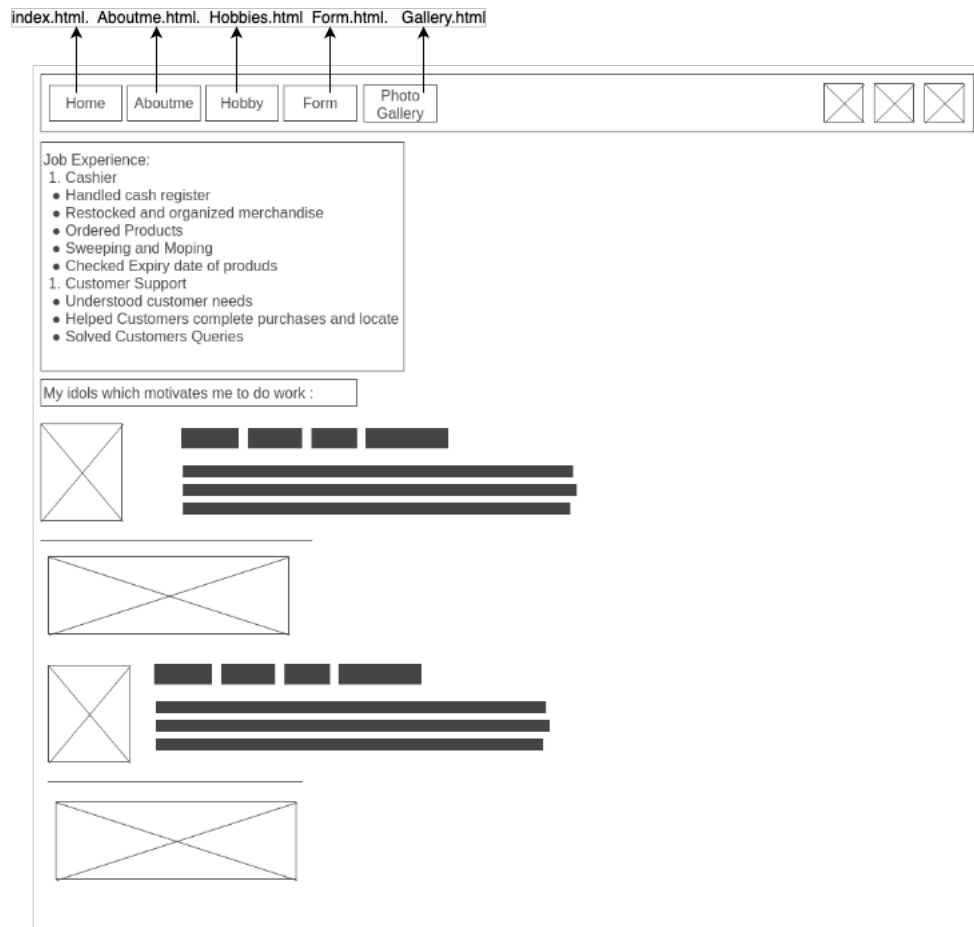 index.html. Aboutme.html. Hobbies.html Form.html. Gallery.html
Home Aboutme Hobby Form Photo Gallery
Job Experience:
1. Cashier
● Handled cash register
● Restocked and organized merchandise
● Ordered Products
● Sweeping and Moping
● Checked Expiry date of produds
1. Customer Support
● Understood customer needs
● Helped Customers complete purchases and locate
● Solved Customers Queries
My idols which motivates me to do work :